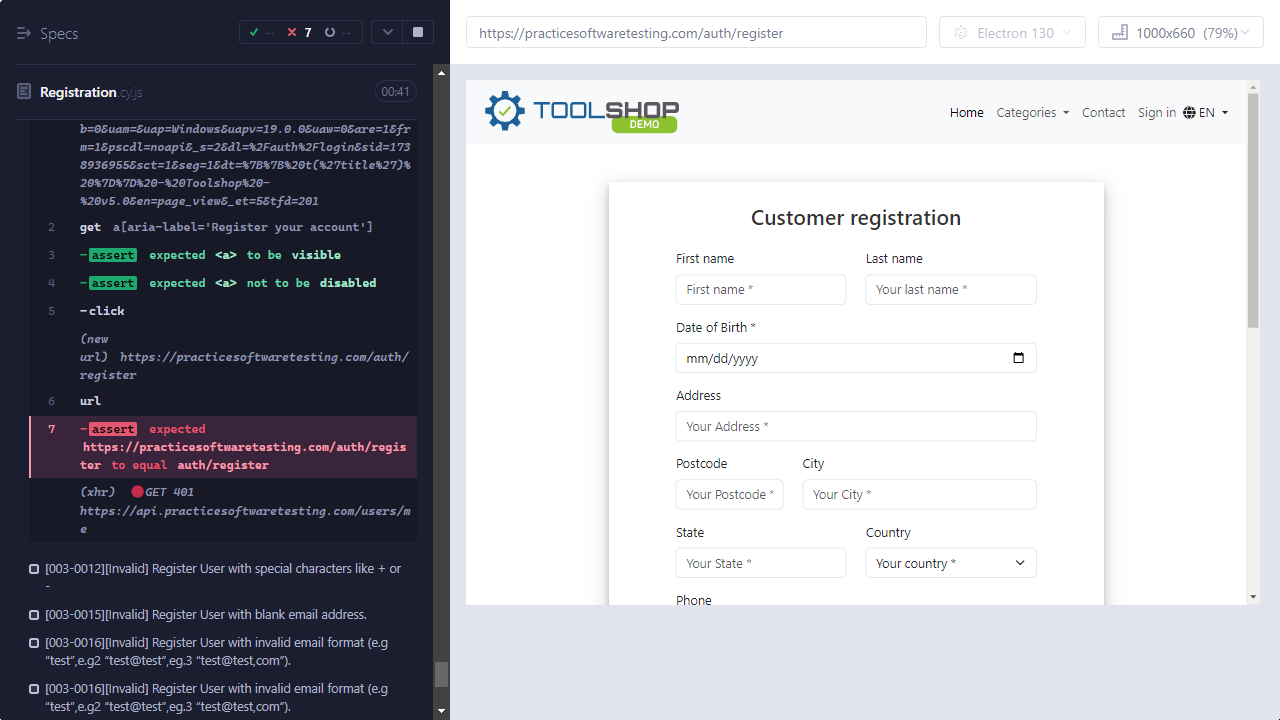 Specs
-- 7 --
Registration.cy.js
00:41
b=0&uam=&uap=Windows&uapv=19.0.0&uaw=0&are=1&fr
m=1&pscdl=noapi&_s=2&dl=%2Fauth%2Flogin&sid=173
8936955&sct=1&seg=1&dt=%7B%7B%20t(%27title%27)%
20%7D%7D%20-%20Toolshop%20-
%20v5.0&en=page_view&_et=5&tfd=201
2 get a[aria-label='Register your account']
3 -assert expected <a> to be visible
4 -assert expected <a> not to be disabled
5 -click
(new
url) https://practicesoftwaretesting.com/auth/
register
6 url
7 -assert expected
https://practicesoftwaretesting.com/auth/regis
ter to equal auth/register
(xhr) GET 401
https://api.practicesoftwaretesting.com/users/m
e
[003-0012][Invalid] Register User with special characters like + or
-
[003-0015][Invalid] Register User with blank email address.
[003-0016][Invalid] Register User with invalid email format (e.g
“test”,e.g2 “test@test”,eg.3 “test@test,com”).
[003-0016][Invalid] Register User with invalid email format (e.g
“test”,e.g2 “test@test”,eg.3 “test@test,com”).
https://practicesoftwaretesting.com/auth/register
Electron 130
1000x660 (79%)
TOOLSHOP
DEMO
Home Categories Contact Sign in EN
Customer registration
First name Last name
First name * Your last name *
Date of Birth *
mm/dd/yyyy
Address
Your Address *
Postcode City
Your Postcode * Your City *
State Country
Your State * Your country *
Phone